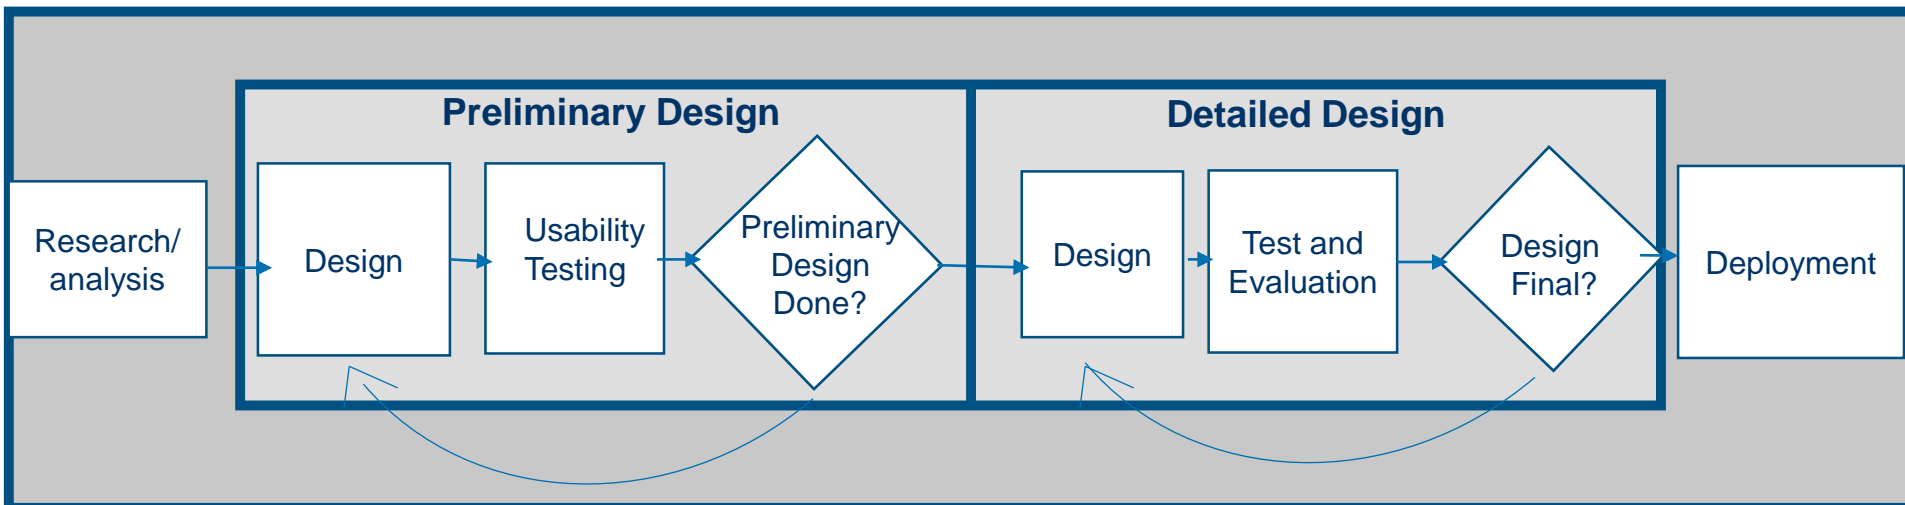 Preliminary Design
Detailed Design
Research/
analysis
Design
Usability
Testing
Preliminary
Design
Done?
Design
Test and
Evaluation
Design
Final?
Deployment